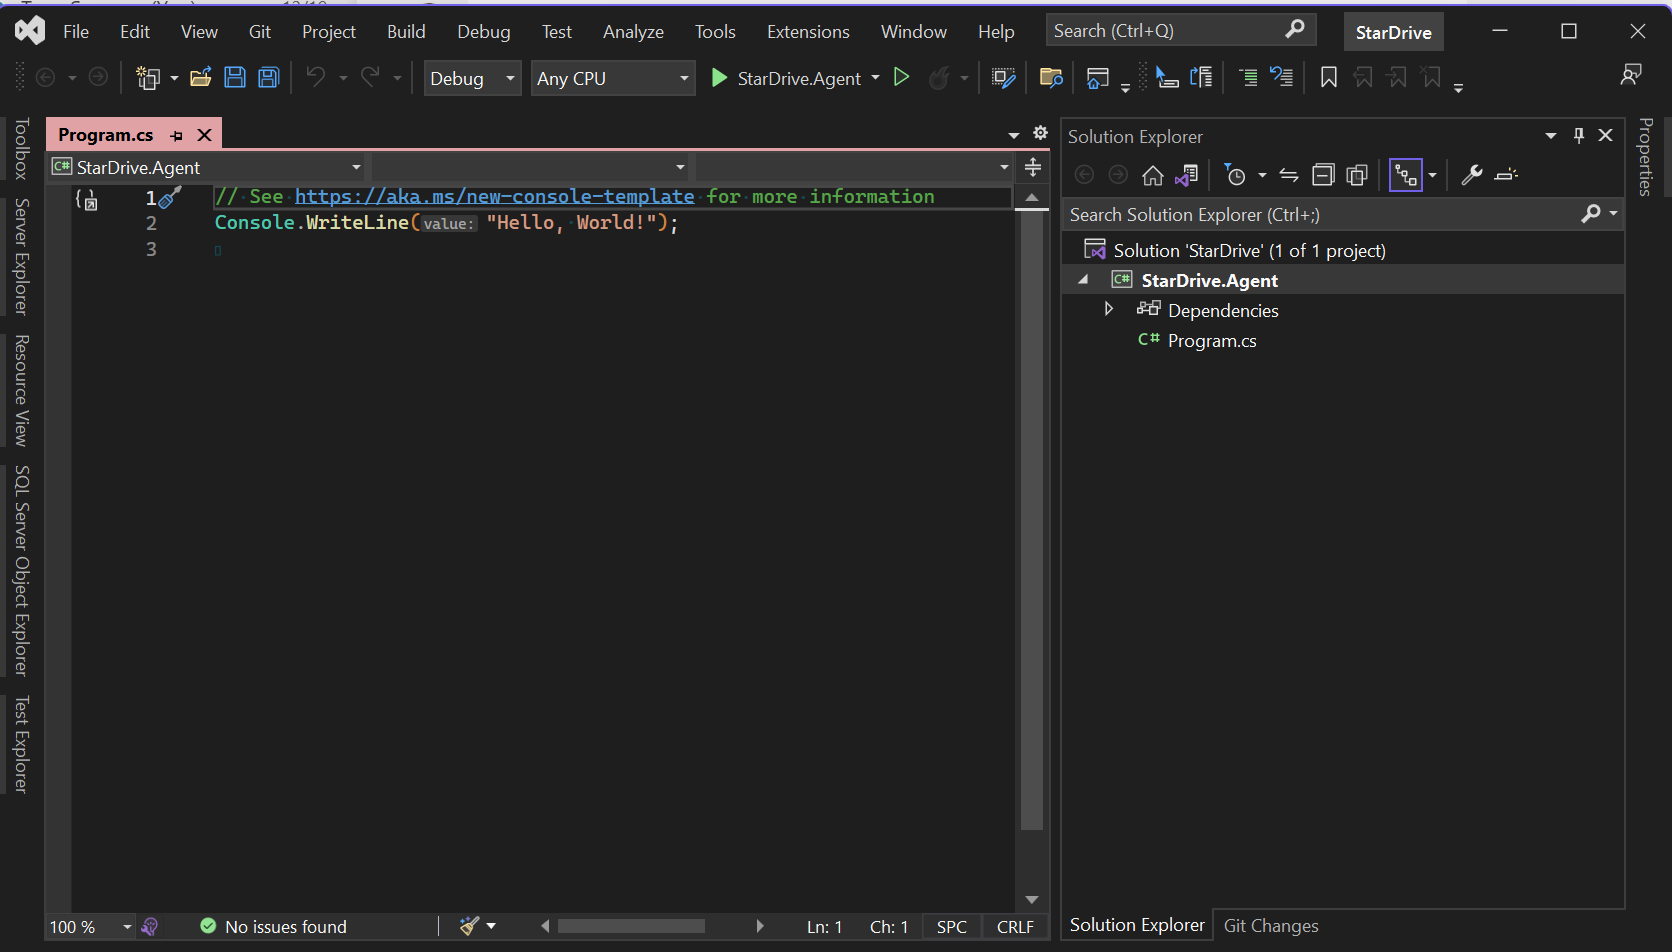 File Edit View Git Project Build Debug Test Analyze Tools Extensions Window Help Search (Ctrl+Q) StarDrive
Debug Any CPU StarDrive.Agent
Toolbox
Server Explorer
Resource View
SQL Server Object Explorer
Test Explorer
Program.cs
C# StarDrive.Agent
1 // See https://aka.ms/new-console-template for more information
2 Console.WriteLine(value: "Hello, World!");
3
100 % No issues found Ln: 1 Ch: 1 SPC CRLF
Solution Explorer
Search Solution Explorer (Ctrl+;)
Solution 'StarDrive' (1 of 1 project)
C# StarDrive.Agent
Dependencies
C# Program.cs
Solution Explorer Git Changes
Properties